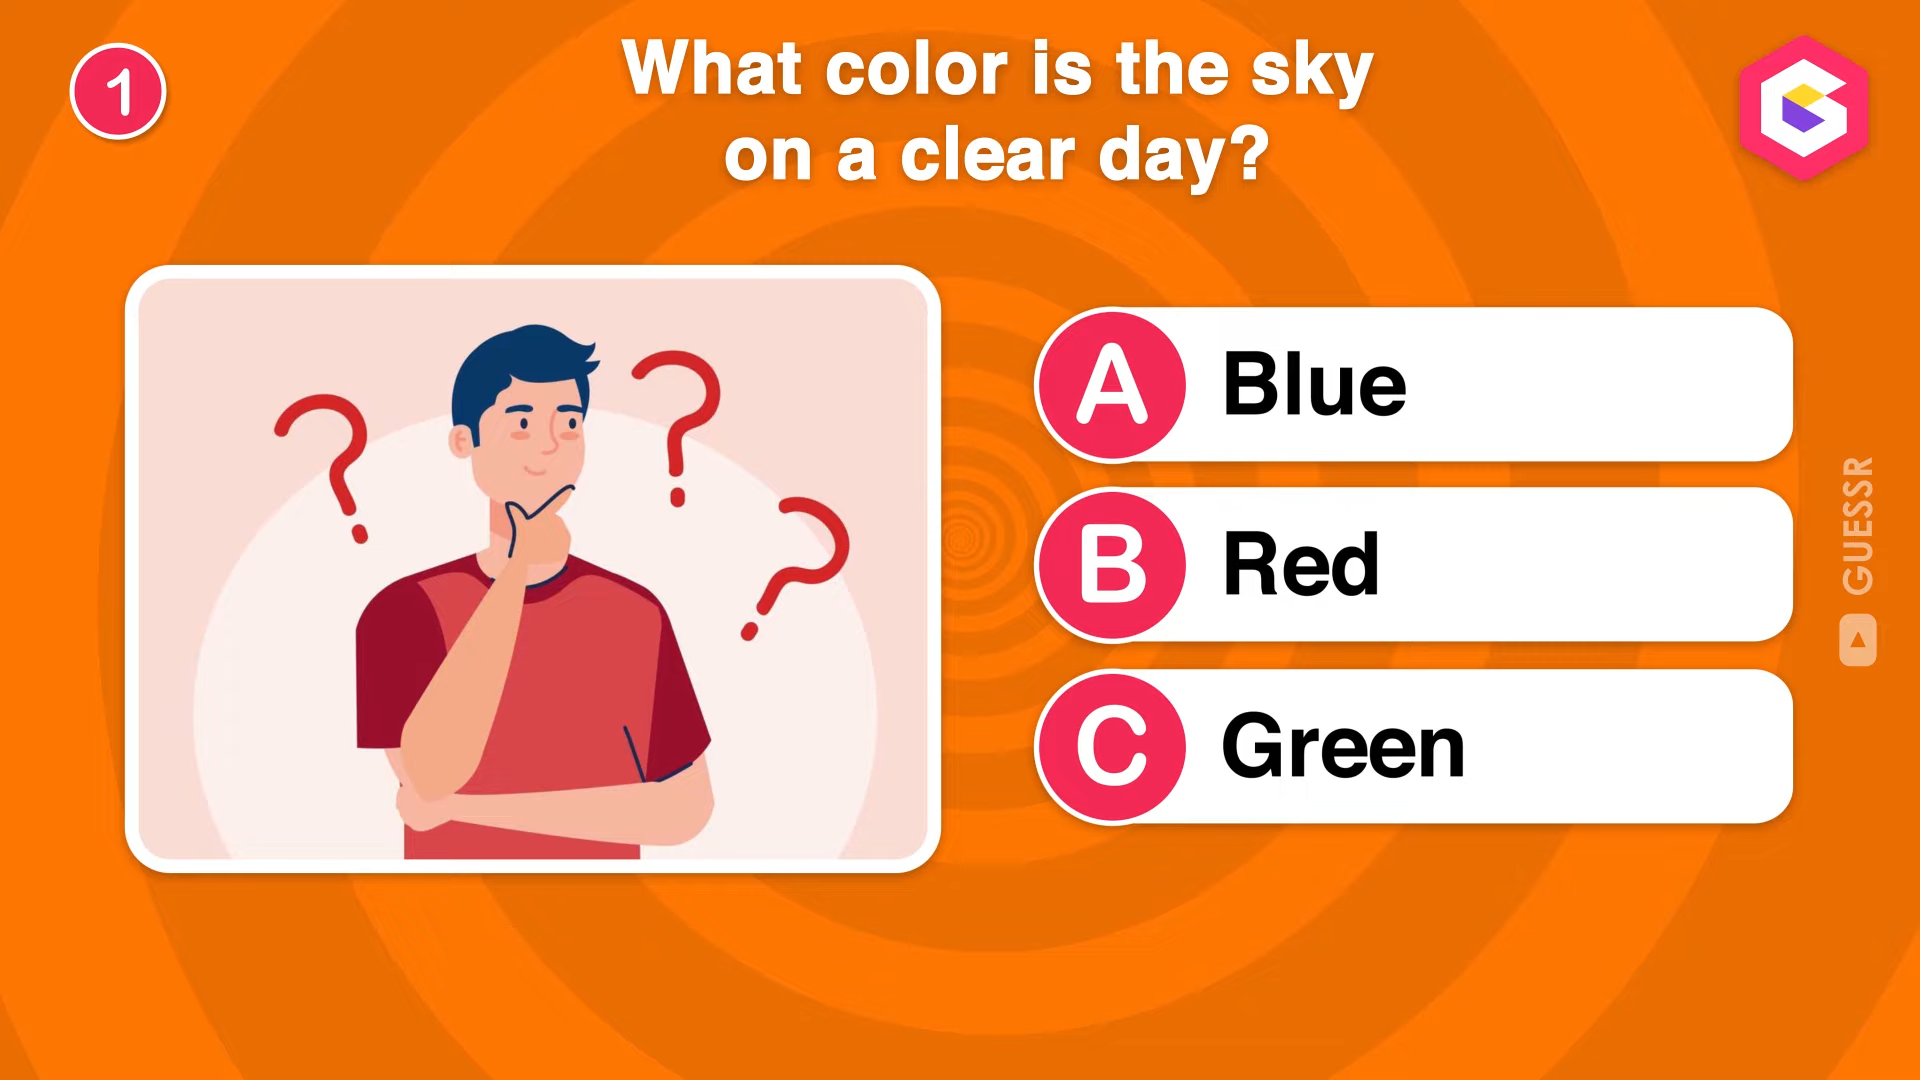 1
What color is the sky
on a clear day?
A Blue
B Red
C Green
GUESSR